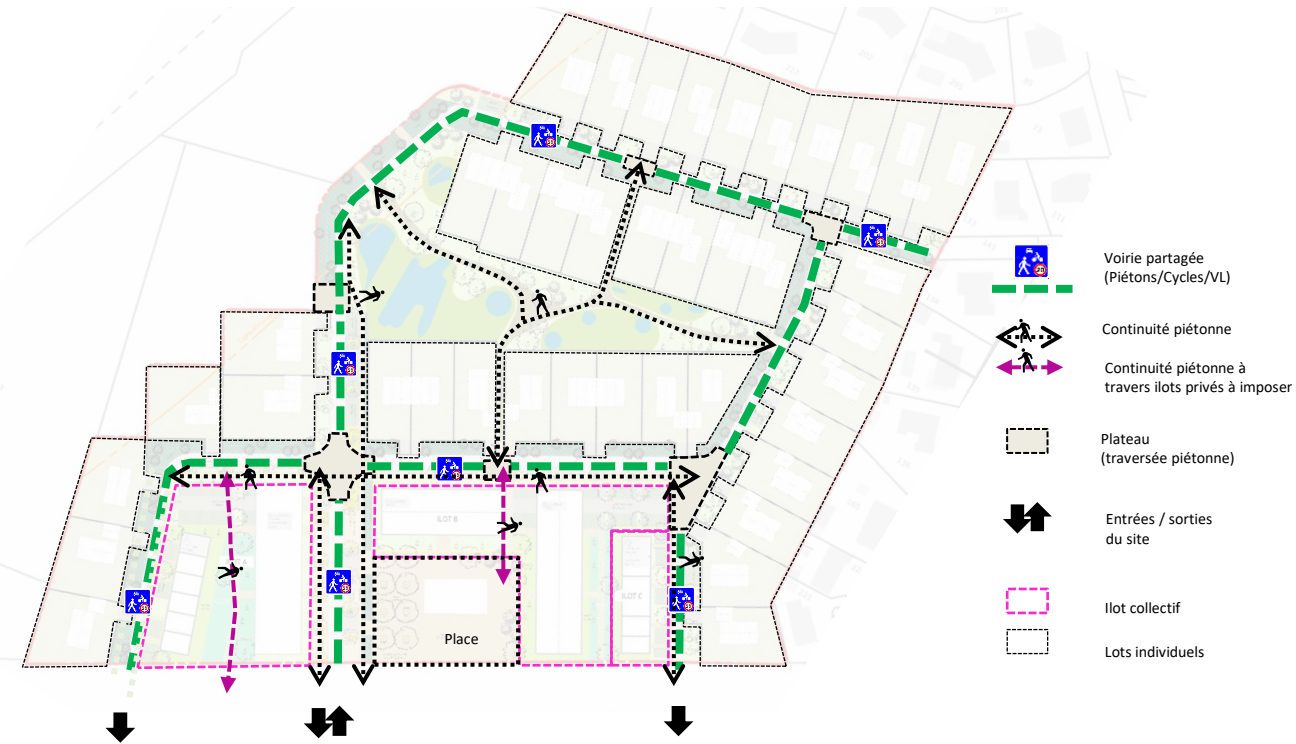 Voirie partagée
(Piétons/Cycles/VL)
Continuité piétonne
Continuité piétonne à
travers ilots privés à imposer
Plateau
(traversée piétonne)
Entrées / sorties
du site
Ilot collectif
Lots individuels
ILOT B
ILOT C
Place
20